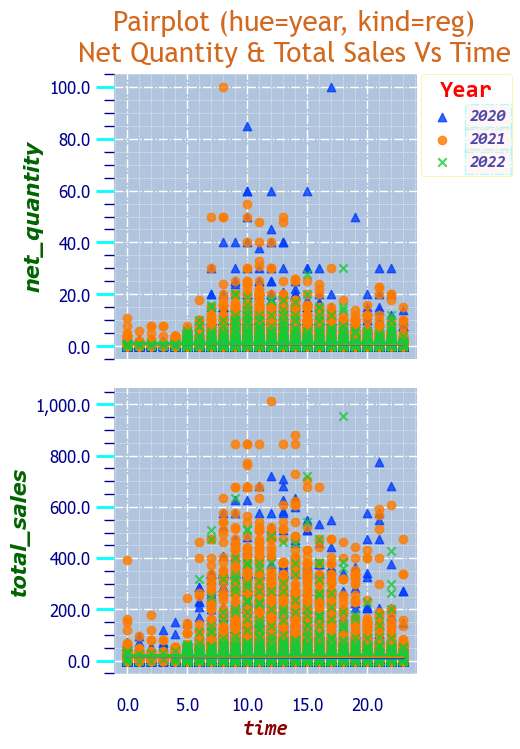 Pairplot (hue=year, kind=reg)
Net Quantity & Total Sales Vs Time
Year
2020
2021
2022
net_quantity
100.0
80.0
60.0
40.0
20.0
0.0
total_sales
1,000.0
800.0
600.0
400.0
200.0
0.0
0.0 5.0 10.0 15.0 20.0
time